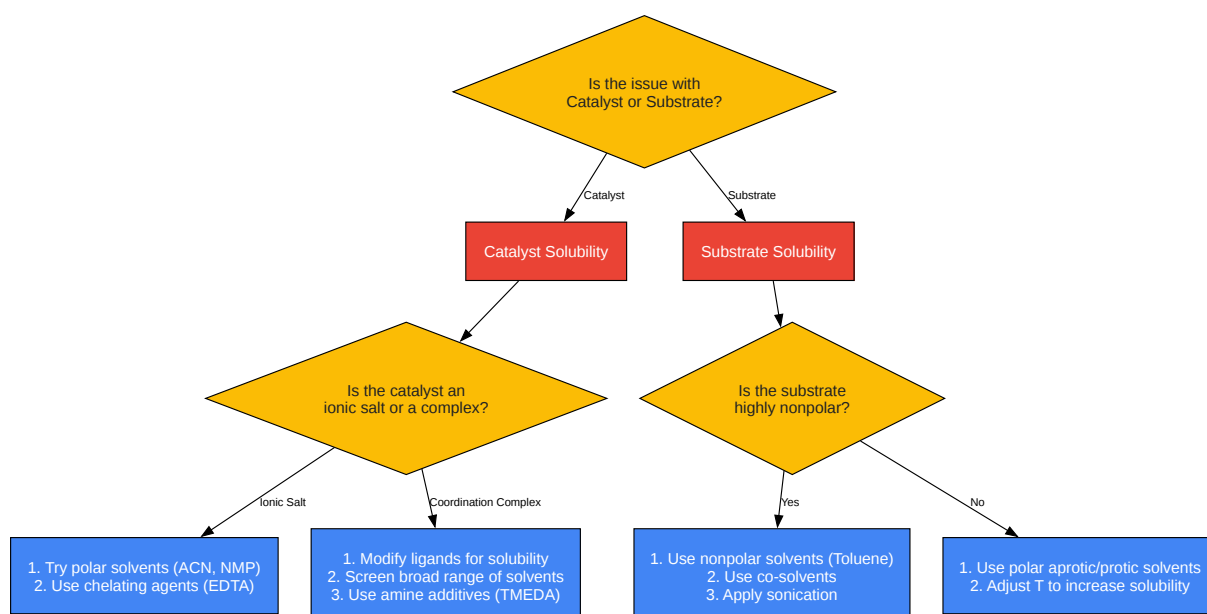 Is the issue with
Catalyst or Substrate?
Catalyst
Substrate
Catalyst Solubility
Substrate Solubility
Is the catalyst an
ionic salt or a complex?
Is the substrate
highly nonpolar?
Ionic Salt
Coordination Complex
Yes
No
1. Try polar solvents (ACN, NMP)
2. Use chelating agents (EDTA)
1. Modify ligands for solubility
2. Screen broad range of solvents
3. Use amine additives (TMEDA)
1. Use nonpolar solvents (Toluene)
2. Use co-solvents
3. Apply sonication
1. Use polar aprotic/protic solvents
2. Adjust T to increase solubility